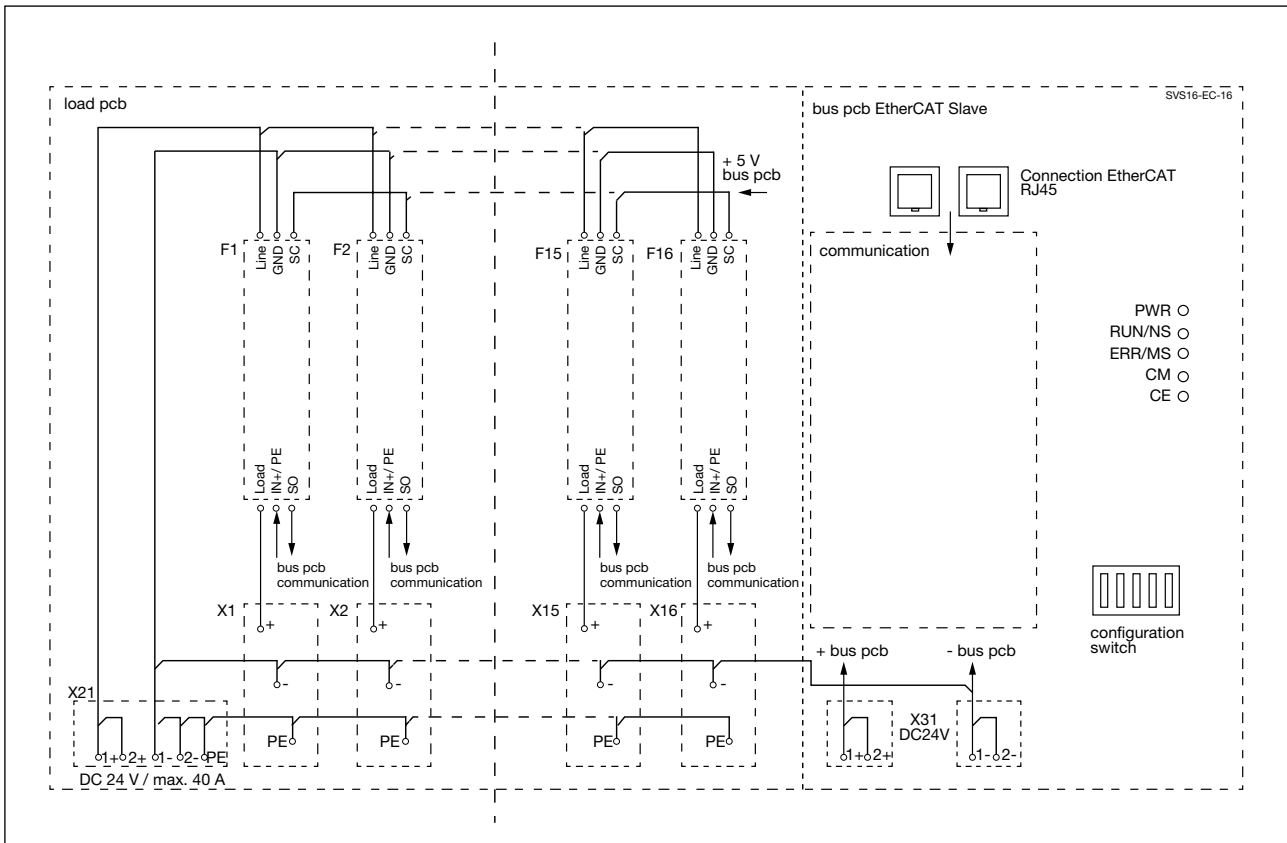 SVS16-EC-16
load pcb
bus pcb EtherCAT Slave
+ 5 V
bus pcb
Connection EtherCAT
RJ45
F1
Line
GND
SC
F2
Line
GND
SC
F15
Line
GND
SC
F16
Line
GND
SC
communication
PWR
RUN/NS
ERR/MS
CM
CE
Load
IN+/ PE
SO
Load
IN+/ PE
SO
Load
IN+/ PE
SO
Load
IN+/ PE
SO
bus pcb
communication
bus pcb
communication
bus pcb
communication
bus pcb
communication
X1
+
-
PE
X2
+
-
PE
X15
+
-
PE
X16
+
-
PE
configuration
switch
+ bus pcb
- bus pcb
X21
1+ 2+ 1- 2- PE
DC 24 V / max. 40 A
X31
DC24V
1+ 2+
1- 2-